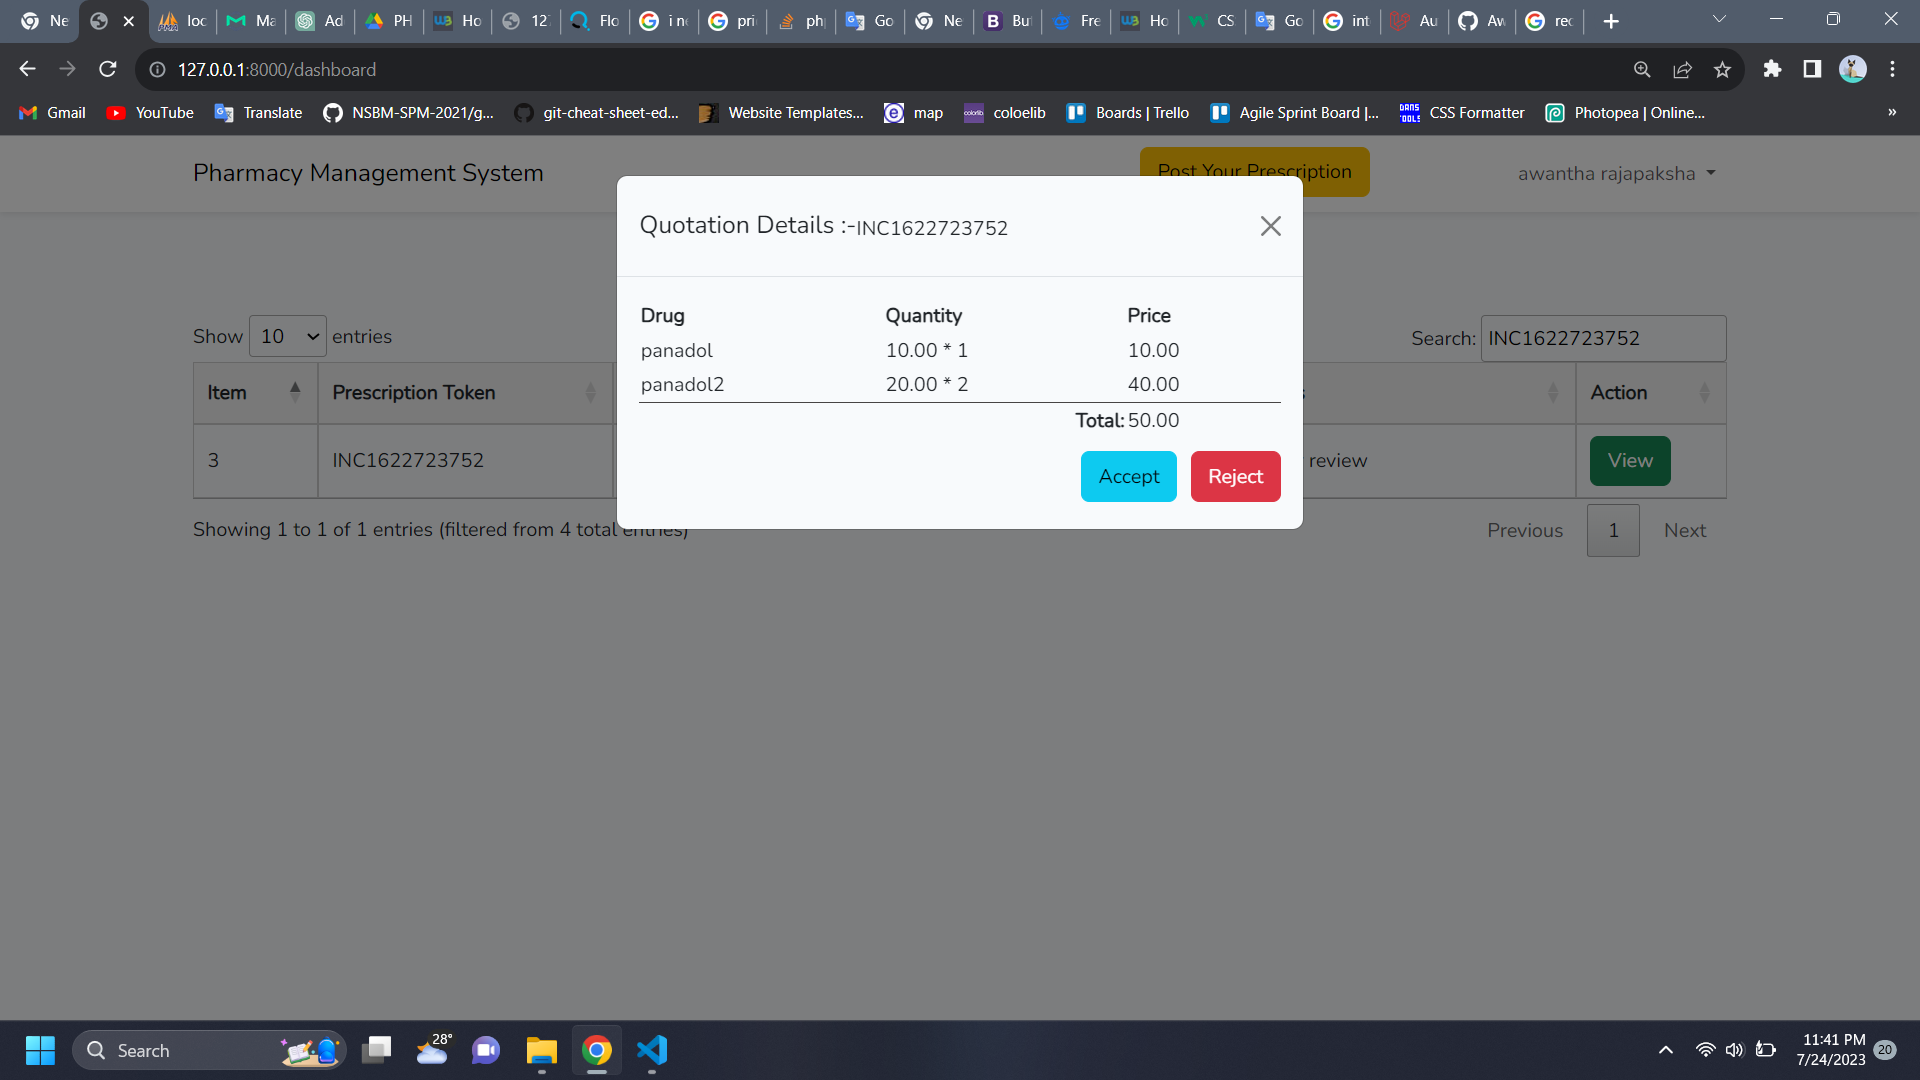 Ne
loc
Ma
Ad
PH
Ho
127
Flo
i ne
pri
php
Go
Ne
But
Fre
Ho
CS
Go
int
Au
Aw
rec
127.0.0.1:8000/dashboard
Gmail
YouTube
Translate
NSBM-SPM-2021/g...
git-cheat-sheet-ed...
Website Templates...
map
coloelib
Boards | Trello
Agile Sprint Board |...
CSS Formatter
Photopea | Online...
»
Pharmacy Management System
Post Your Prescription
awantha rajapaksha
Quotation Details :-INC1622723752
Drug Quantity Price
panadol 10.00 * 1 10.00
panadol2 20.00 * 2 40.00
Total: 50.00
Accept
Reject
Show 10 entries
Search: INC1622723752
Item Prescription Token Action
3 INC1622723752 review View
Showing 1 to 1 of 1 entries (filtered from 4 total entries)
Previous 1 Next
Search
28°
11:41 PM
7/24/2023
20